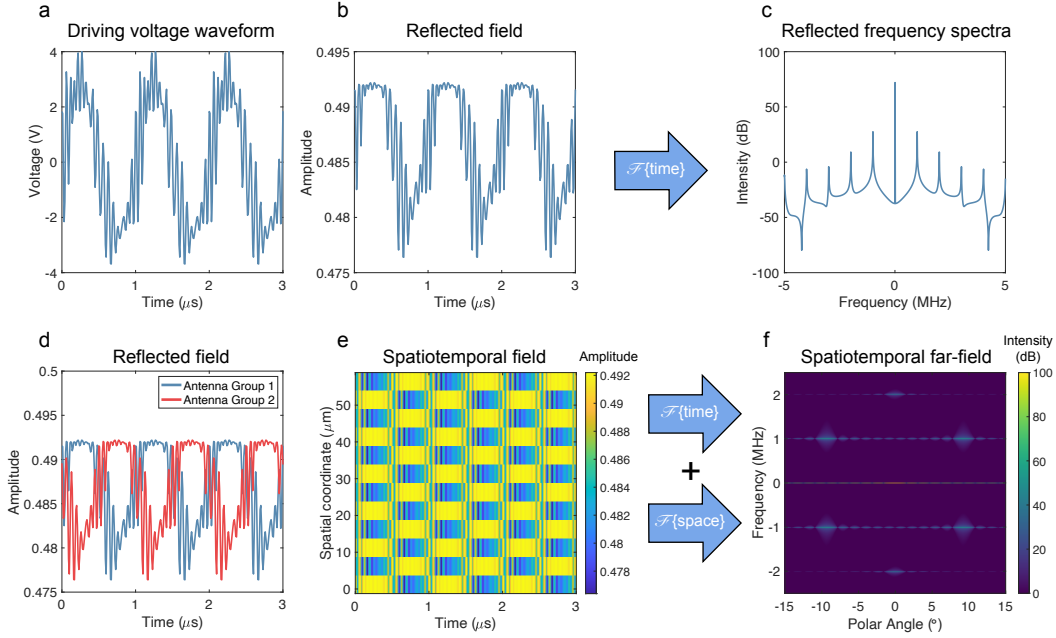 a
Driving voltage waveform
Voltage (V)
4
2
0
-2
-4
0
1
2
3
Time (μs)
b
Reflected field
Amplitude
0.495
0.49
0.485
0.48
0.475
0
1
2
3
Time (μs)
ℱ{time}
c
Reflected frequency spectra
Intensity (dB)
100
50
0
-50
-100
-5
0
5
Frequency (MHz)
d
Reflected field
Amplitude
0.5
0.495
0.49
0.485
0.48
0.475
Antenna Group 1
Antenna Group 2
0
1
2
3
Time (μs)
e
Spatiotemporal field
Spatial coordinate (μm)
50
40
30
20
10
0
0
1
2
3
Time (μs)
Amplitude
0.492
0.49
0.488
0.486
0.484
0.482
0.48
0.478
ℱ{time}
+
ℱ{space}
f
Spatiotemporal far-field
Frequency (MHz)
2
1
0
-1
-2
-15
-10
-5
0
5
10
15
Polar Angle (°)
Intensity
(dB)
100
80
60
40
20
0